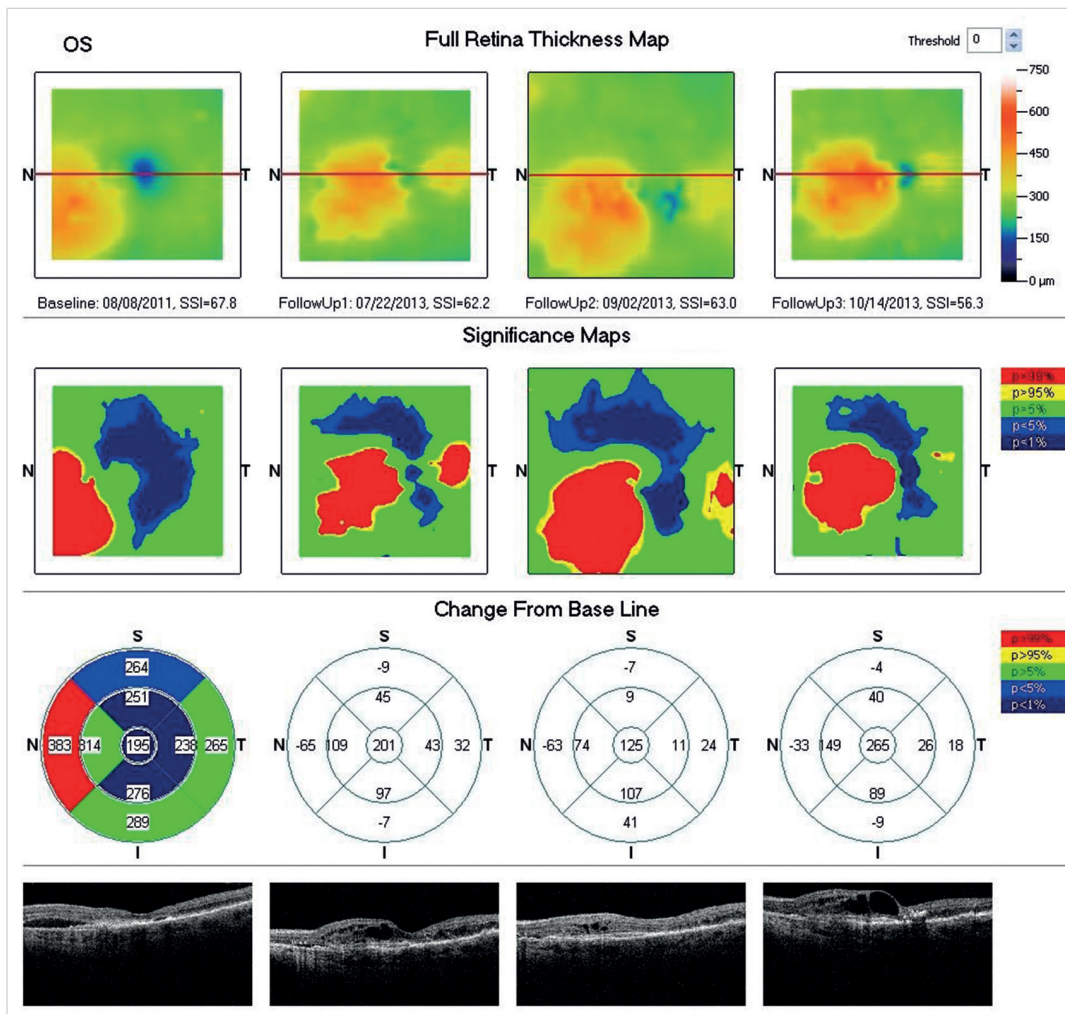 OS
Full Retina Thickness Map
Threshold 0
750
600
450
300
150
0 µm
N T N T N T N T
Baseline: 08/08/2011, SSI=67.8
FollowUp1: 07/22/2013, SSI=62.2
FollowUp2: 09/02/2013, SSI=63.0
FollowUp3: 10/14/2013, SSI=56.3
Significance Maps
p>99%
p>95%
p>5%
p<5%
p<1%
N T N T N T N T
Change From Base Line
p>99%
p>95%
p>5%
p<5%
p<1%
S
264
251
N 383 314 195 238 265 T
276
289
I
S
-9
45
N -65 109 201 43 32 T
97
-7
I
S
-7
9
N -63 74 125 11 24 T
107
41
I
S
-4
40
N -33 149 265 26 18 T
89
-9
I